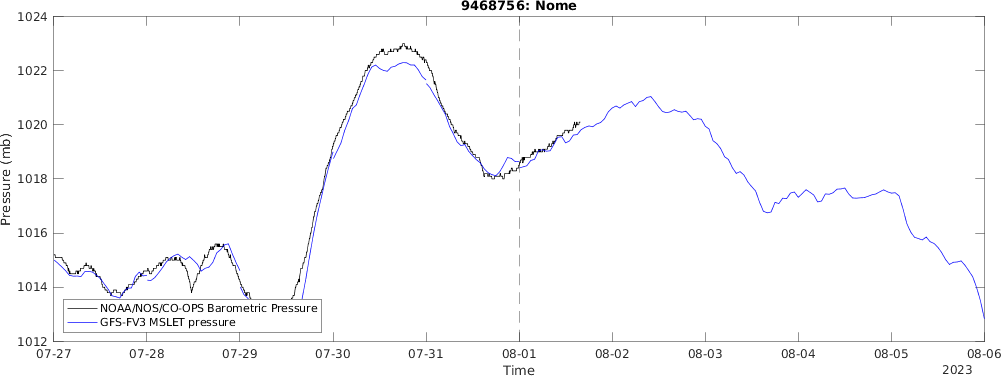 9468756: Nome
1024
1022
1020
1018
1016
1014
1012
Pressure (mb)
NOAA/NOS/CO-OPS Barometric Pressure
GFS-FV3 MSLET pressure
07-27 07-28 07-29 07-30 07-31 08-01 08-02 08-03 08-04 08-05 08-06
Time
2023